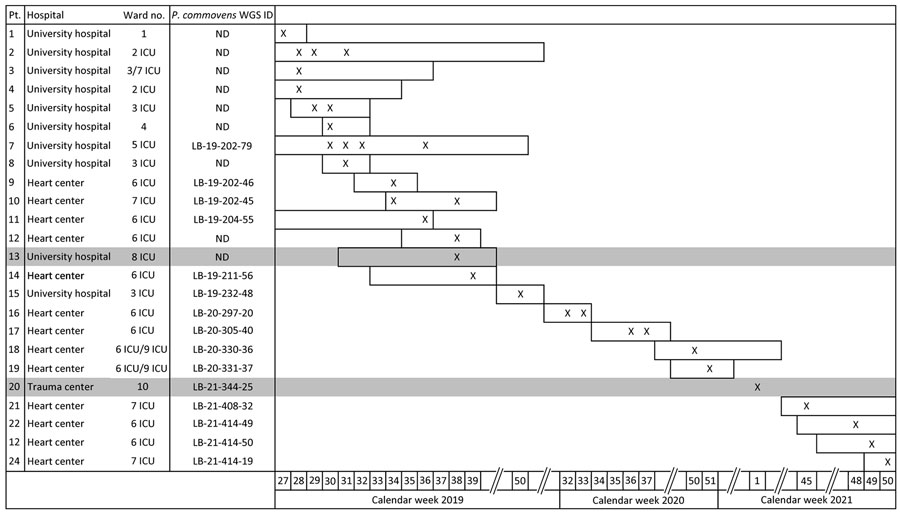 Pt. Hospital Ward no. P. commovens WGS ID
1 University hospital 1 ND X
2 University hospital 2 ICU ND X X X
3 University hospital 3/7 ICU ND X
4 University hospital 2 ICU ND X
5 University hospital 3 ICU ND X X
6 University hospital 4 ND X
7 University hospital 5 ICU LB-19-202-79 X X X X
8 University hospital 3 ICU ND X
9 Heart center 6 ICU LB-19-202-46 X
10 Heart center 7 ICU LB-19-202-45 X X
11 Heart center 6 ICU LB-19-204-55 X
12 Heart center 6 ICU ND X
13 University hospital 8 ICU ND X
14 Heart center 6 ICU LB-19-211-56 X
15 University hospital 3 ICU LB-19-232-48 X
16 Heart center 6 ICU LB-20-297-20 X X
17 Heart center 6 ICU LB-20-305-40 X X
18 Heart center 6 ICU/9 ICU LB-20-330-36 X
19 Heart center 6 ICU/9 ICU LB-20-331-37 X
20 Trauma center 10 LB-21-344-25 X
21 Heart center 7 ICU LB-21-408-32 X
22 Heart center 6 ICU LB-21-414-49 X
12 Heart center 6 ICU LB-21-414-50 X
24 Heart center 7 ICU LB-21-414-19 X
27 28 29 30 31 32 33 34 35 36 37 38 39 50 32 33 34 35 36 37 50 51 1 45 48 49 50
Calendar week 2019 Calendar week 2020 Calendar week 2021